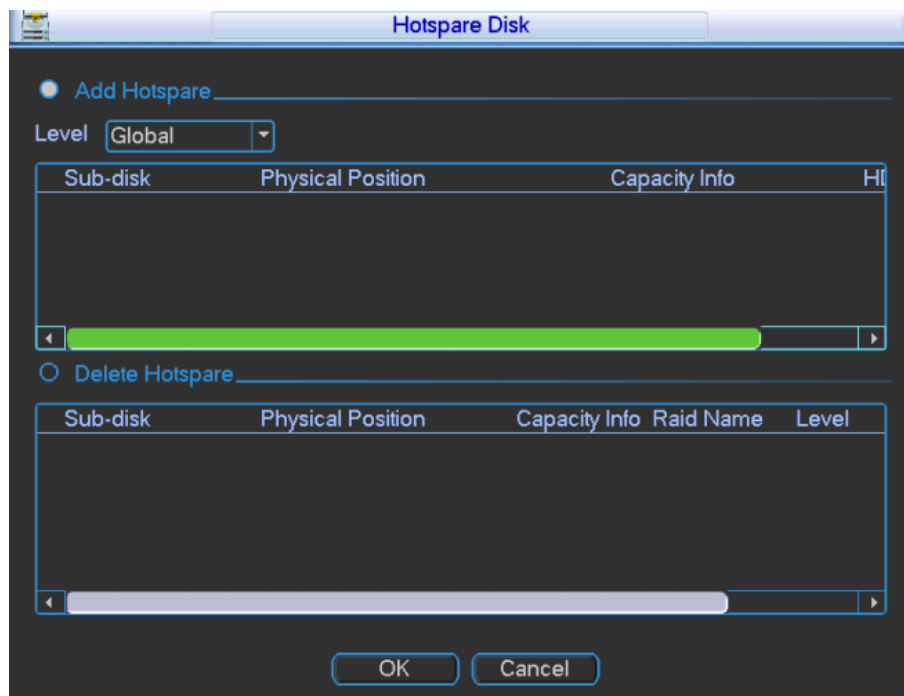 Hotspare Disk
Add Hotspare
Level Global
Sub-disk Physical Position Capacity Info HD
Delete Hotspare
Sub-disk Physical Position Capacity Info Raid Name Level
OK Cancel